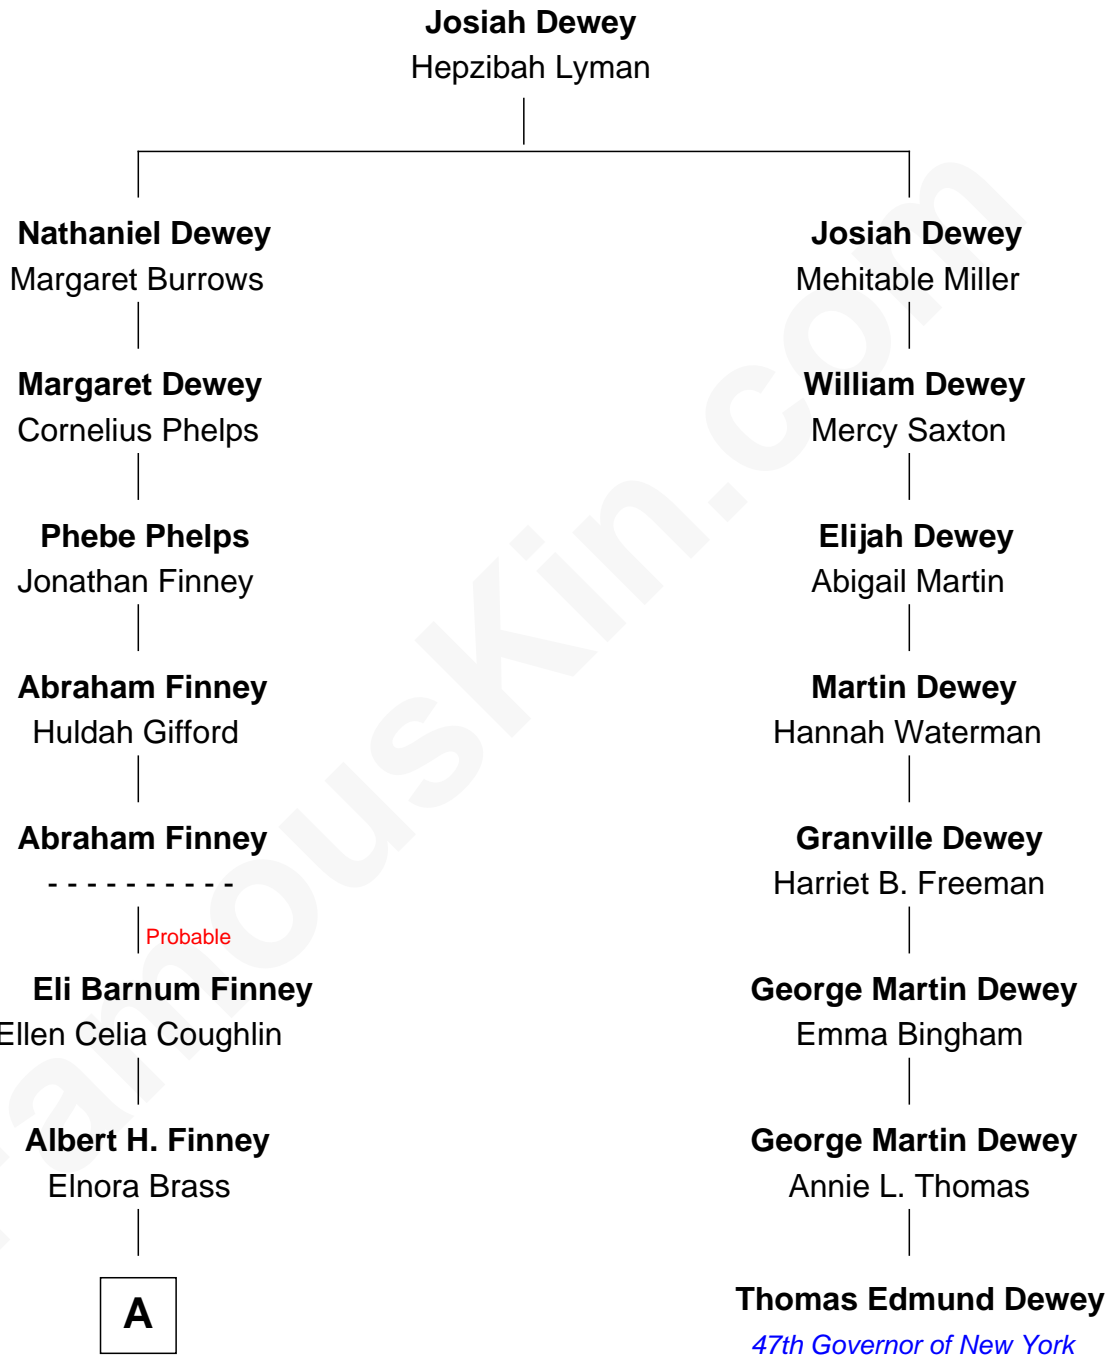 Josiah Dewey
Hepzibah Lyman
Nathaniel Dewey
Margaret Burrows
Josiah Dewey
Mehitable Miller
Margaret Dewey
Cornelius Phelps
William Dewey
Mercy Saxton
Phebe Phelps
Jonathan Finney
Elijah Dewey
Abigail Martin
Abraham Finney
Huldah Gifford
Martin Dewey
Hannah Waterman
Abraham Finney
- - - - - - - - - -
Probable
Granville Dewey
Harriet B. Freeman
Eli Barnum Finney
Ellen Celia Coughlin
George Martin Dewey
Emma Bingham
Albert H. Finney
Elnora Brass
George Martin Dewey
Annie L. Thomas
A
Thomas Edmund Dewey
47th Governor of New York
FamousKin.com